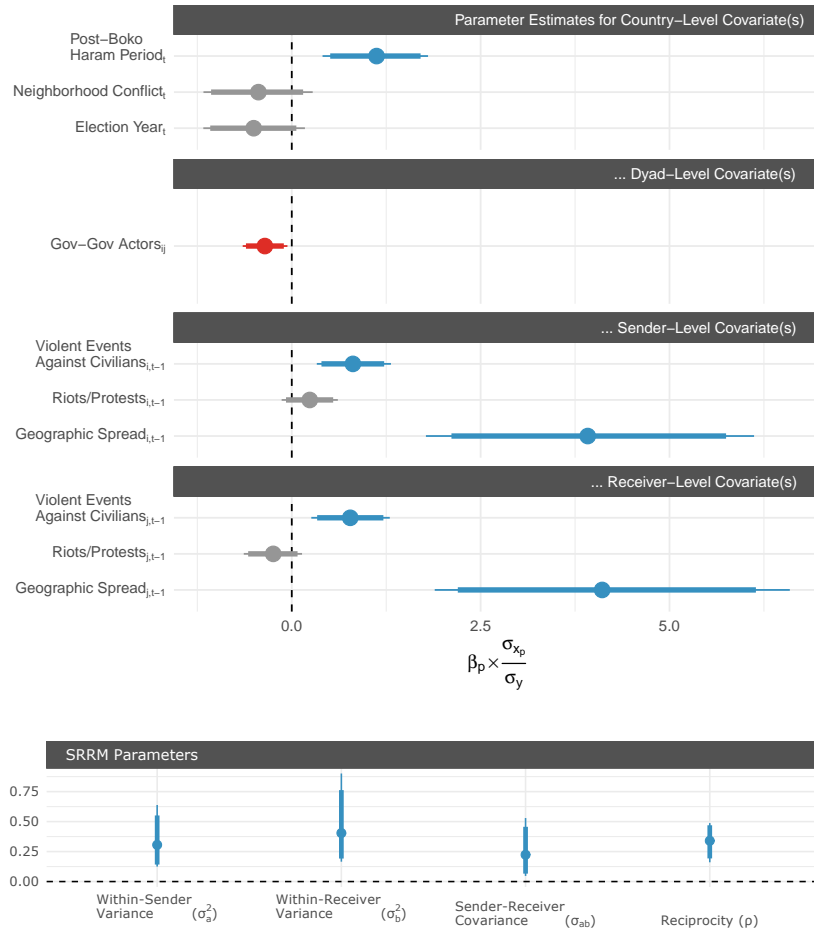 Parameter Estimates for Country−Level Covariate(s)
Post−Boko
Haram Periodₜ
Neighborhood Conflictₜ
Election Yearₜ
... Dyad−Level Covariate(s)
Gov−Gov Actorsᵢⱼ
... Sender−Level Covariate(s)
Violent Events
Against Civiliansᵢ,ₜ₋₁
Riots/Protestsᵢ,ₜ₋₁
Geographic Spreadᵢ,ₜ₋₁
... Receiver−Level Covariate(s)
Violent Events
Against Civiliansⱼ,ₜ₋₁
Riots/Protestsⱼ,ₜ₋₁
Geographic Spreadⱼ,ₜ₋₁
0.0 2.5 5.0
βₚ × σₓₚ / σᵧ
SRRM Parameters
0.75
0.50
0.25
0.00
Within-Sender
Variance (σₐ²)
Within-Receiver
Variance (σ_b²)
Sender-Receiver
Covariance (σ_ab)
Reciprocity (ρ)